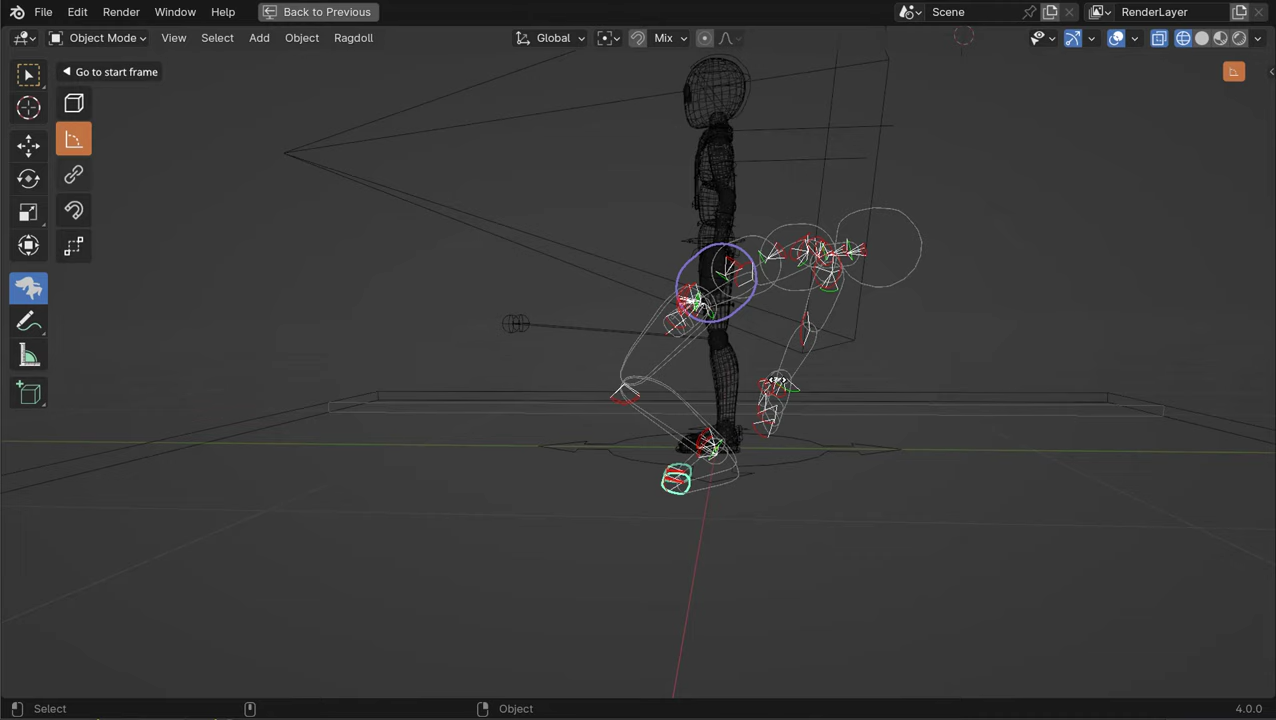 File Edit Render Window Help Back to Previous Scene RenderLayer
Object Mode View Select Add Object Ragdoll Global Mix
Go to start frame
Select Object 4.0.0